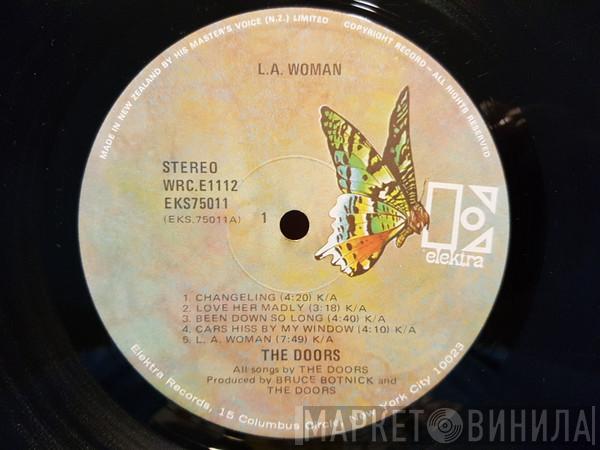 MADE IN NEW ZEALAND BY HIS MASTER'S VOICE (N.Z.) LIMITED
COPYRIGHT RECORD - ALL RIGHTS RESERVED
L.A. WOMAN
STEREO
WRC.E1112
EKS75011
(EKS.75011A) 1
elektra
1. CHANGELING (4:20) K/A
2. LOVE HER MADLY (3:18) K/A
3. BEEN DOWN SO LONG (4:40) K/A
4. CARS HISS BY MY WINDOW (4:10) K/A
5. L. A. WOMAN (7:49) K/A
THE DOORS
All songs by THE DOORS
Produced by BRUCE BOTNICK and
THE DOORS
Elektra Records, 15 Columbus Circle, New York City 10023
МАРКЕТ ВИНИЛА